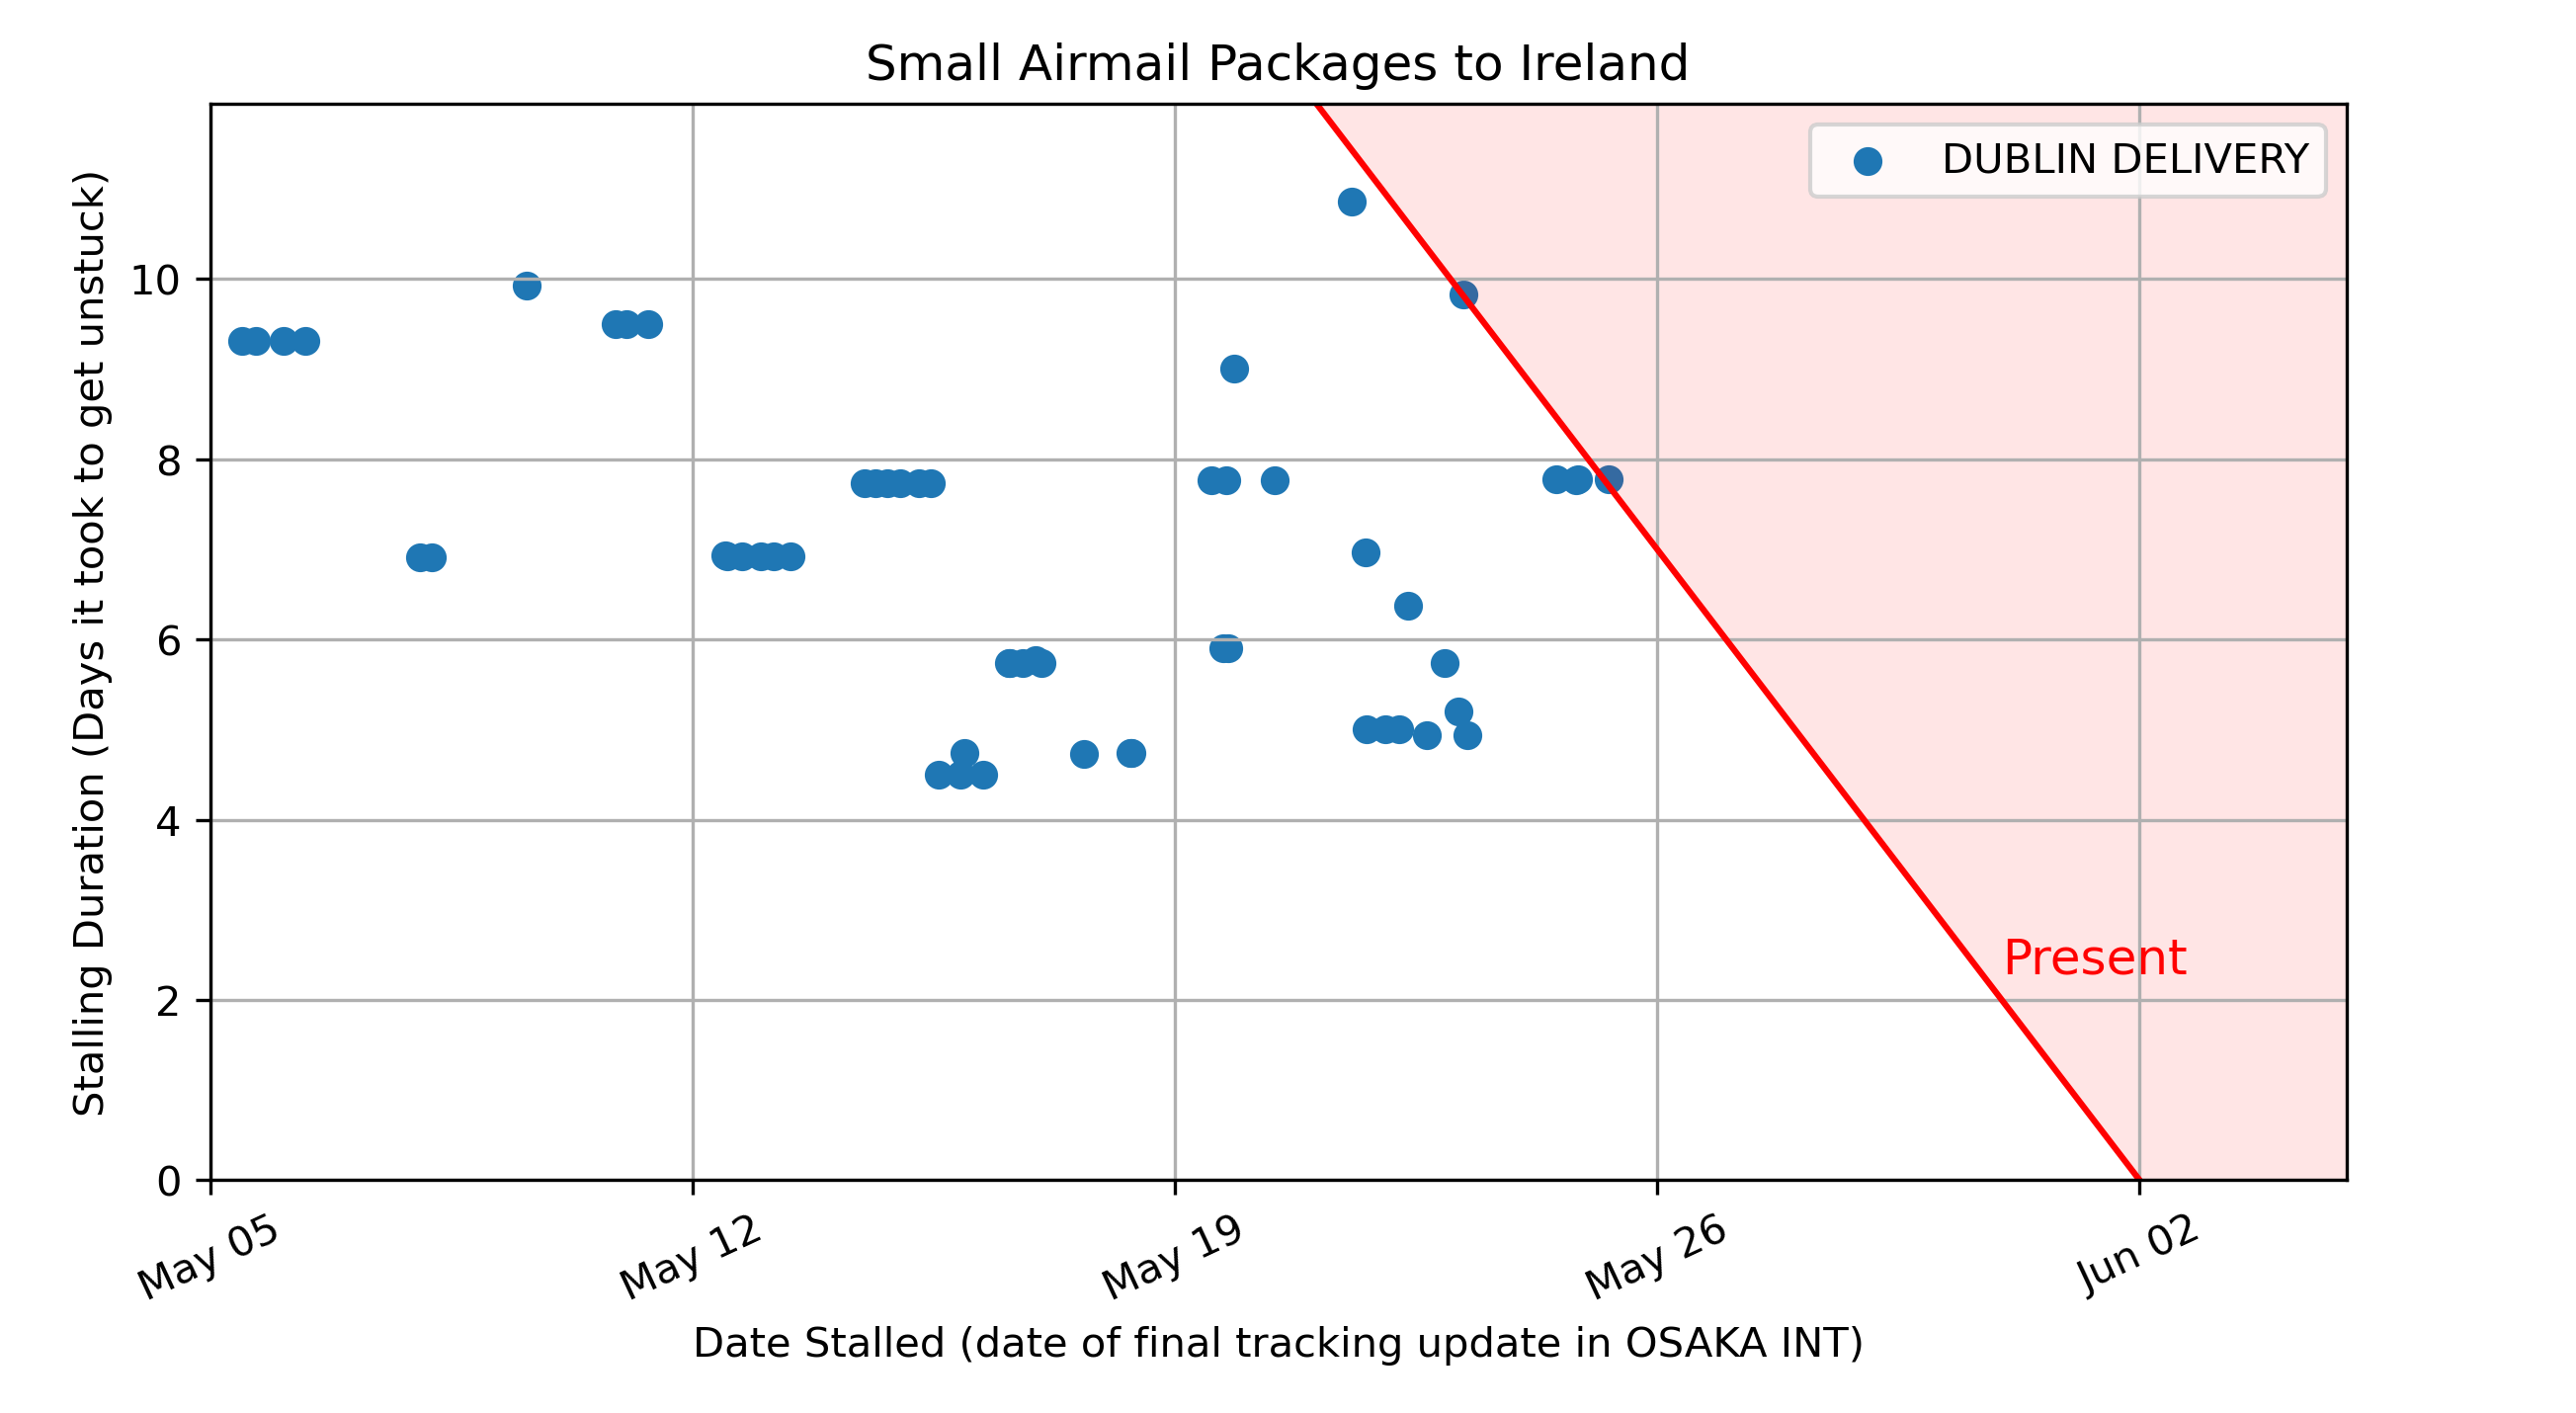 Small Airmail Packages to Ireland
DUBLIN DELIVERY
Stalling Duration (Days it took to get unstuck)
10
8
6
4
2
0
Present
May 05
May 12
May 19
May 26
Jun 02
Date Stalled (date of final tracking update in OSAKA INT)